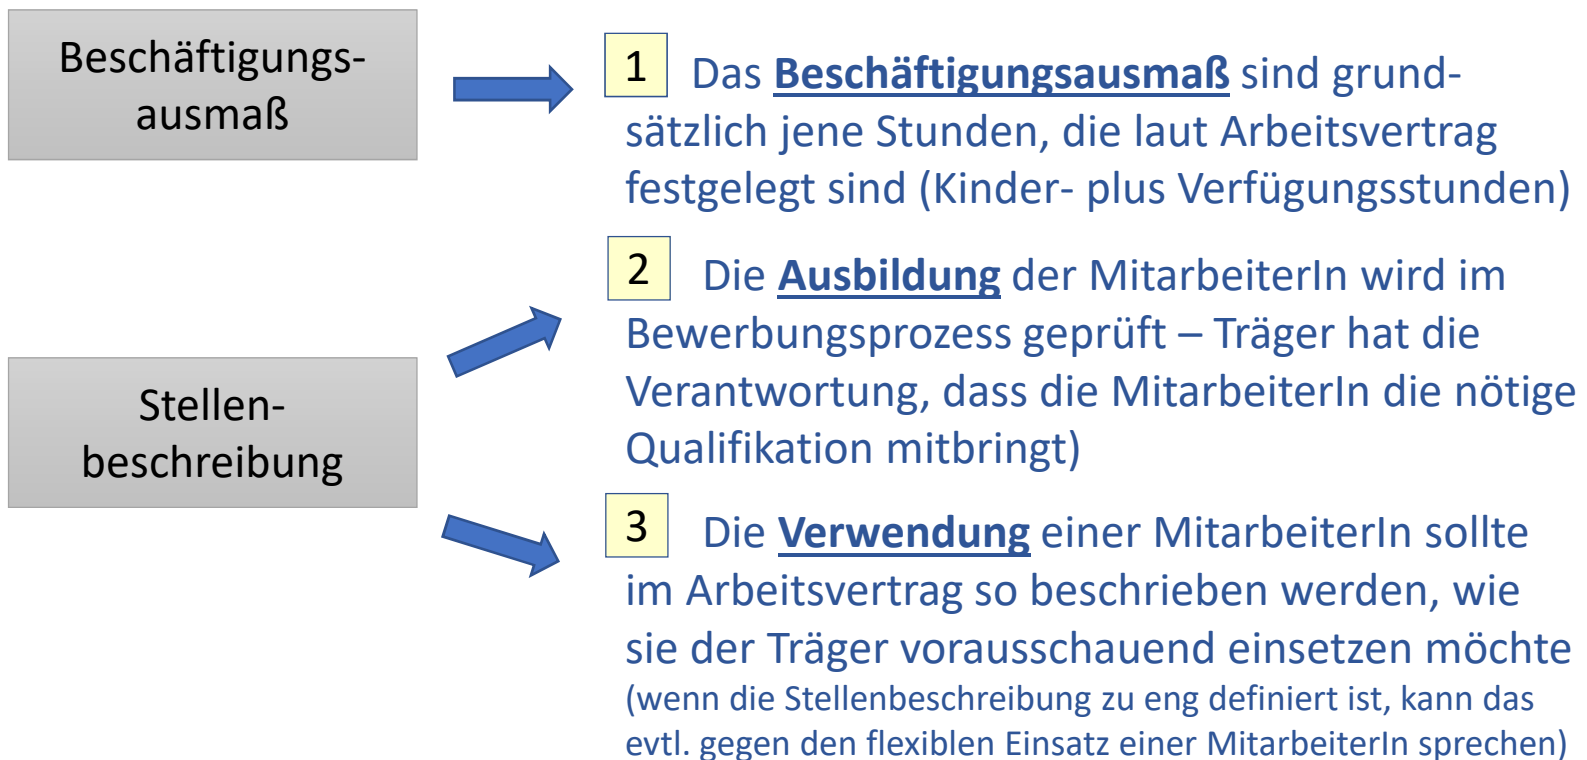 Beschäftigungs-
ausmaß
1 Das Beschäftigungsausmaß sind grund-
sätzlich jene Stunden, die laut Arbeitsvertrag
festgelegt sind (Kinder- plus Verfügungsstunden)
Stellen-
beschreibung
2 Die Ausbildung der MitarbeiterIn wird im
Bewerbungsprozess geprüft – Träger hat die
Verantwortung, dass die MitarbeiterIn die nötige
Qualifikation mitbringt)
3 Die Verwendung einer MitarbeiterIn sollte
im Arbeitsvertrag so beschrieben werden, wie
sie der Träger vorausschauend einsetzen möchte
(wenn die Stellenbeschreibung zu eng definiert ist, kann das
evtl. gegen den flexiblen Einsatz einer MitarbeiterIn sprechen)